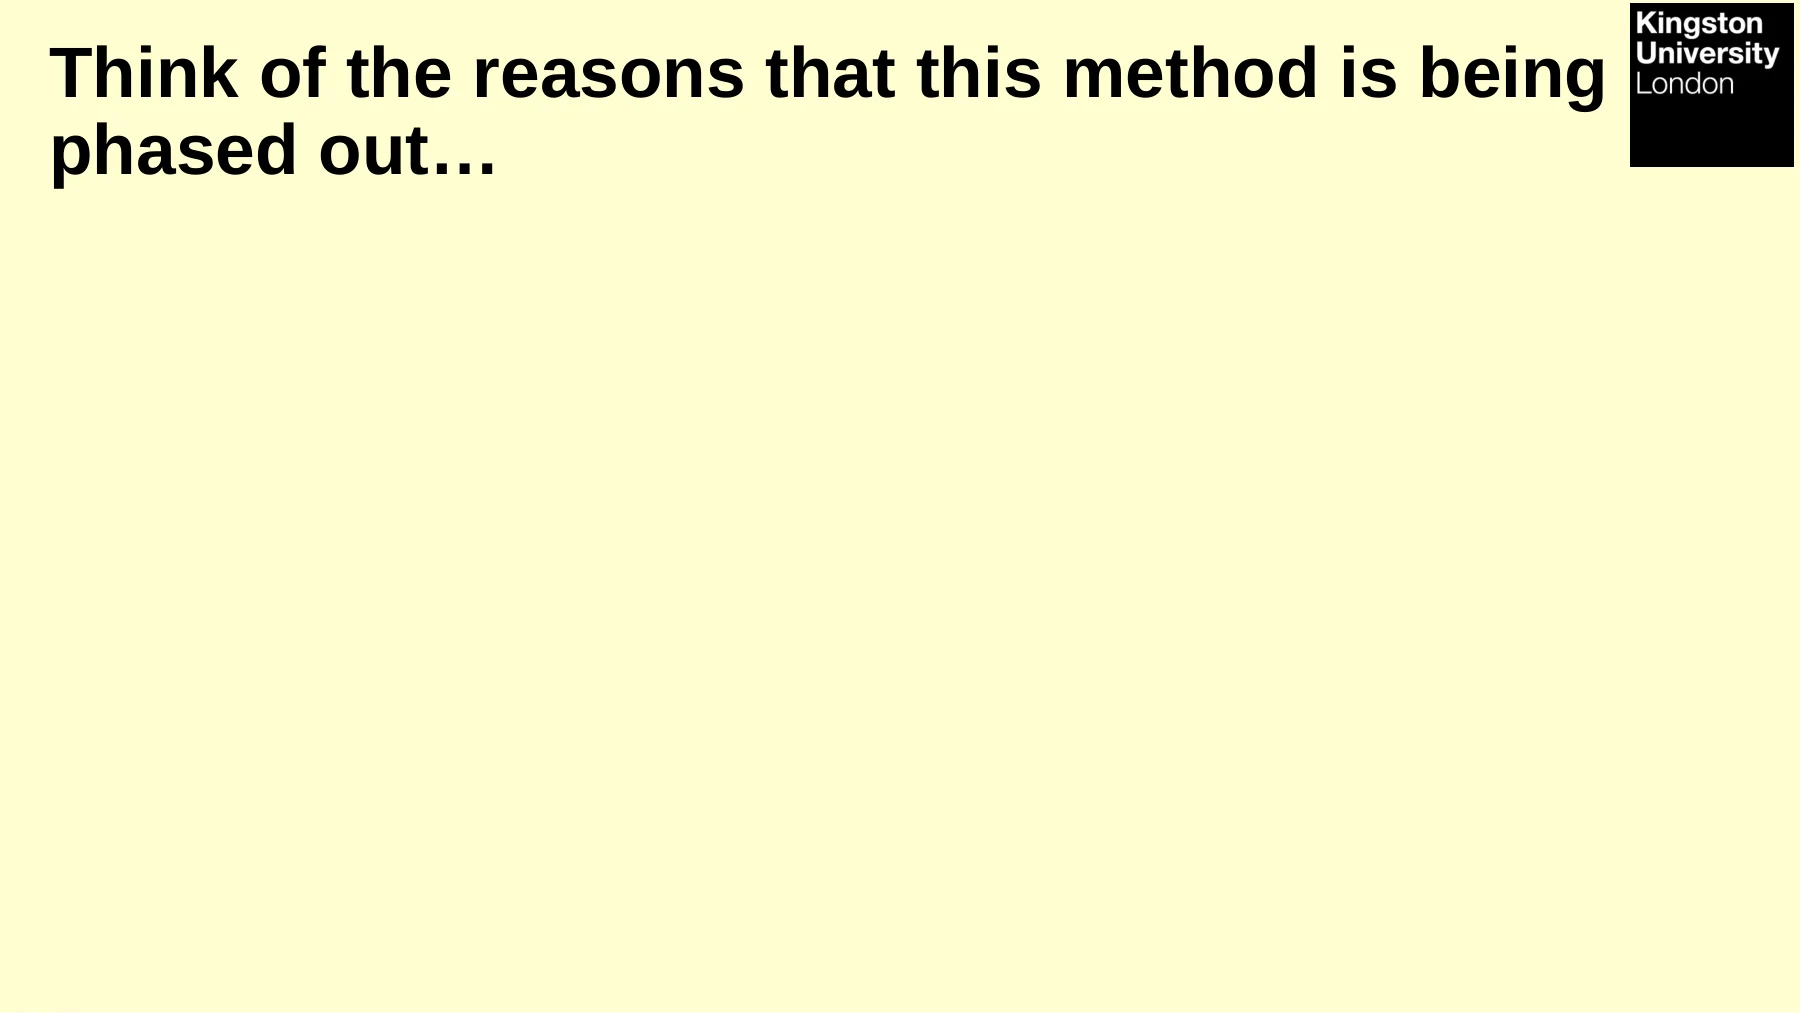 Think of the reasons that this method is being
phased out…
Kingston
University
London